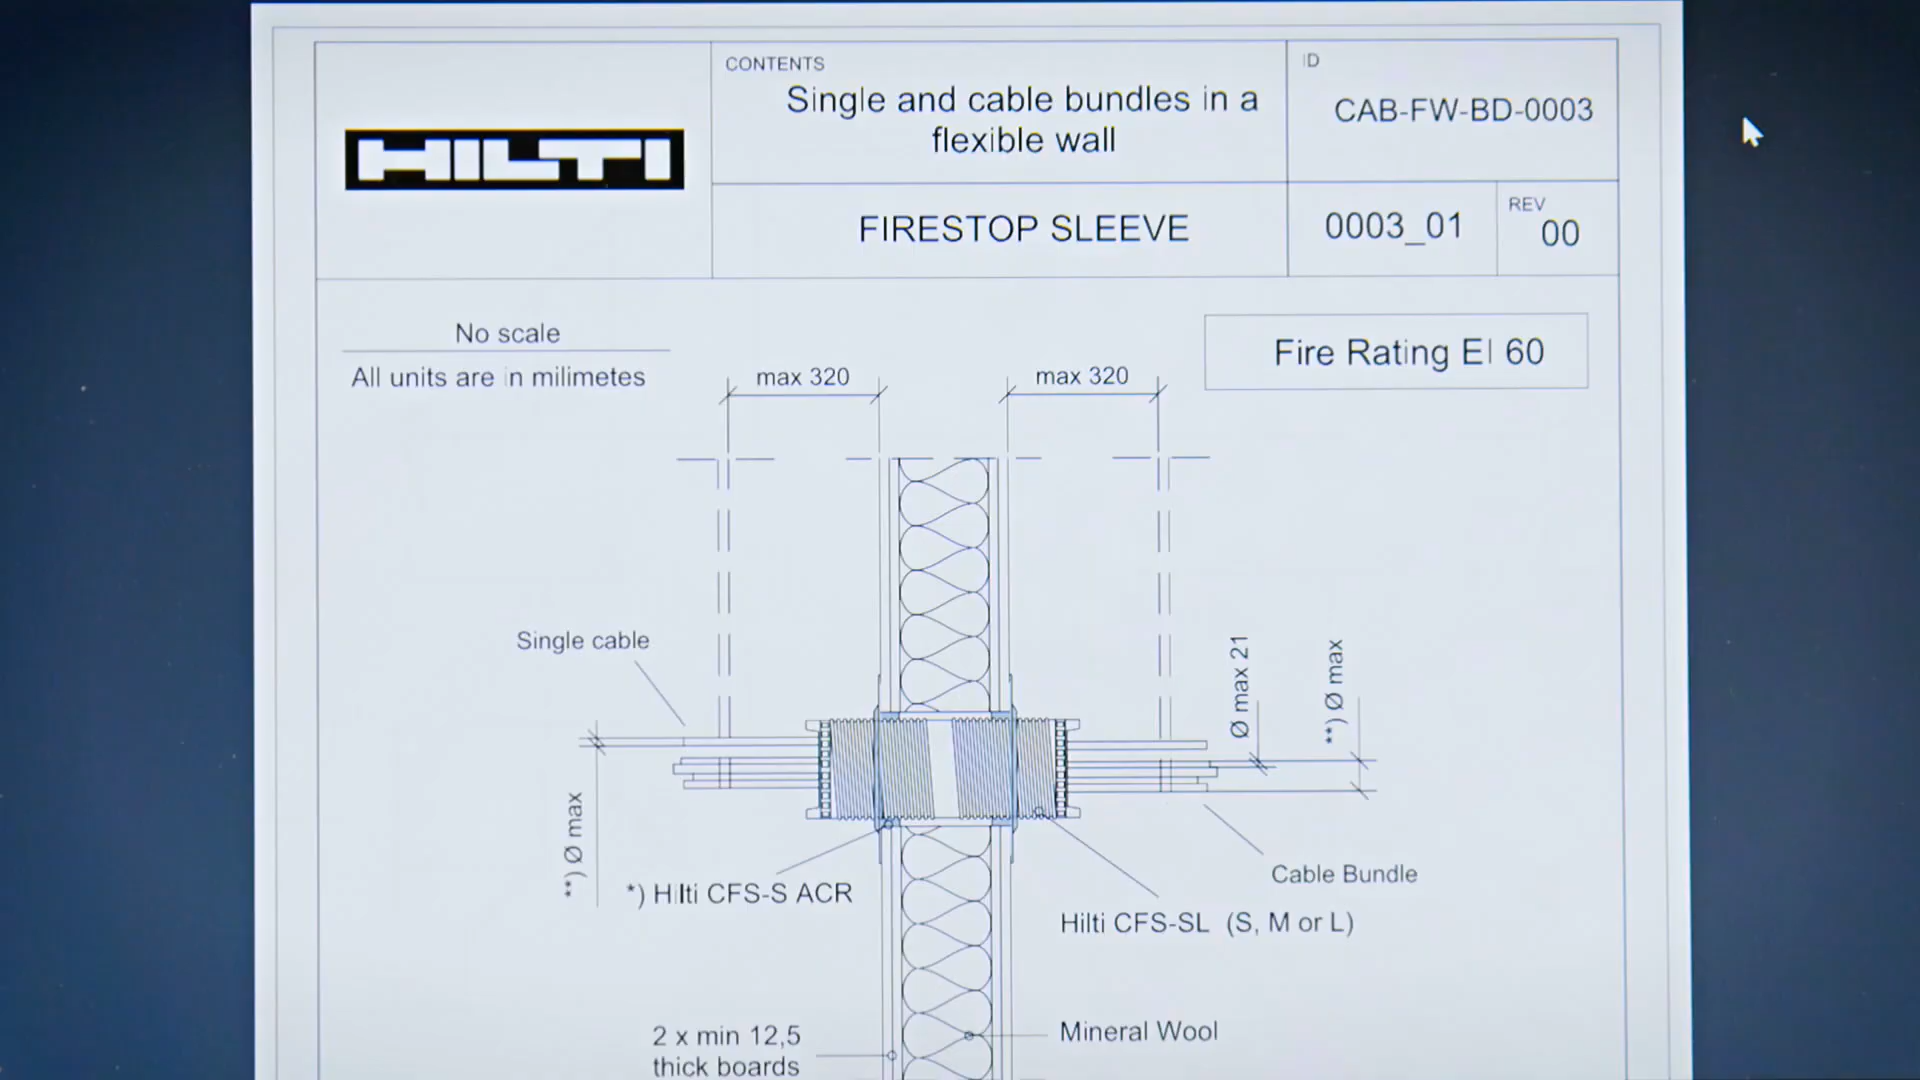 HILTI
CONTENTS
Single and cable bundles in a
flexible wall
ID
CAB-FW-BD-0003
FIRESTOP SLEEVE
0003_01
REV
00
No scale
All units are in milimetes
Fire Rating EI 60
max 320
max 320
Single cable
Ø max 21
**) Ø max
**) Ø max
*) Hilti CFS-S ACR
Cable Bundle
Hilti CFS-SL (S, M or L)
2 x min 12,5
thick boards
Mineral Wool